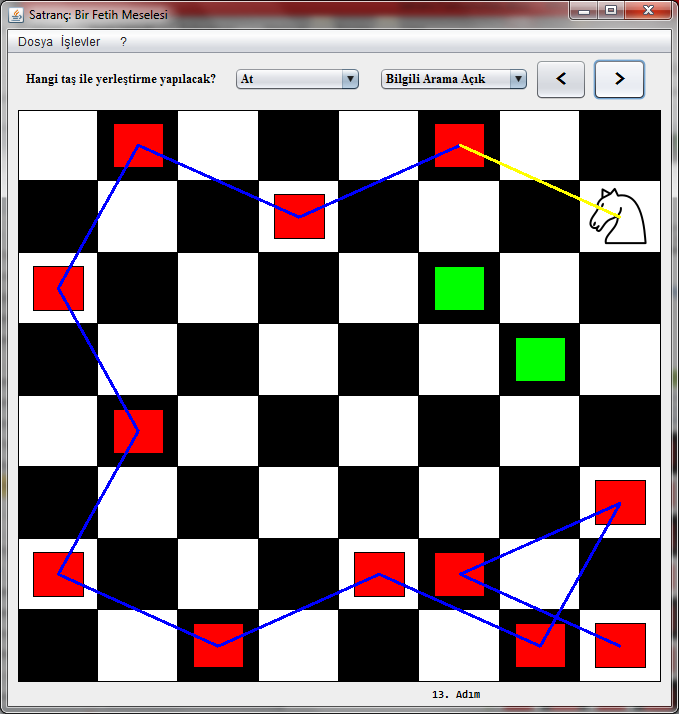 Satranç: Bir Fetih Meselesi
Dosya İşlevler ?
Hangi taş ile yerleştirme yapılacak? At Bilgili Arama Açık < >
13. Adım